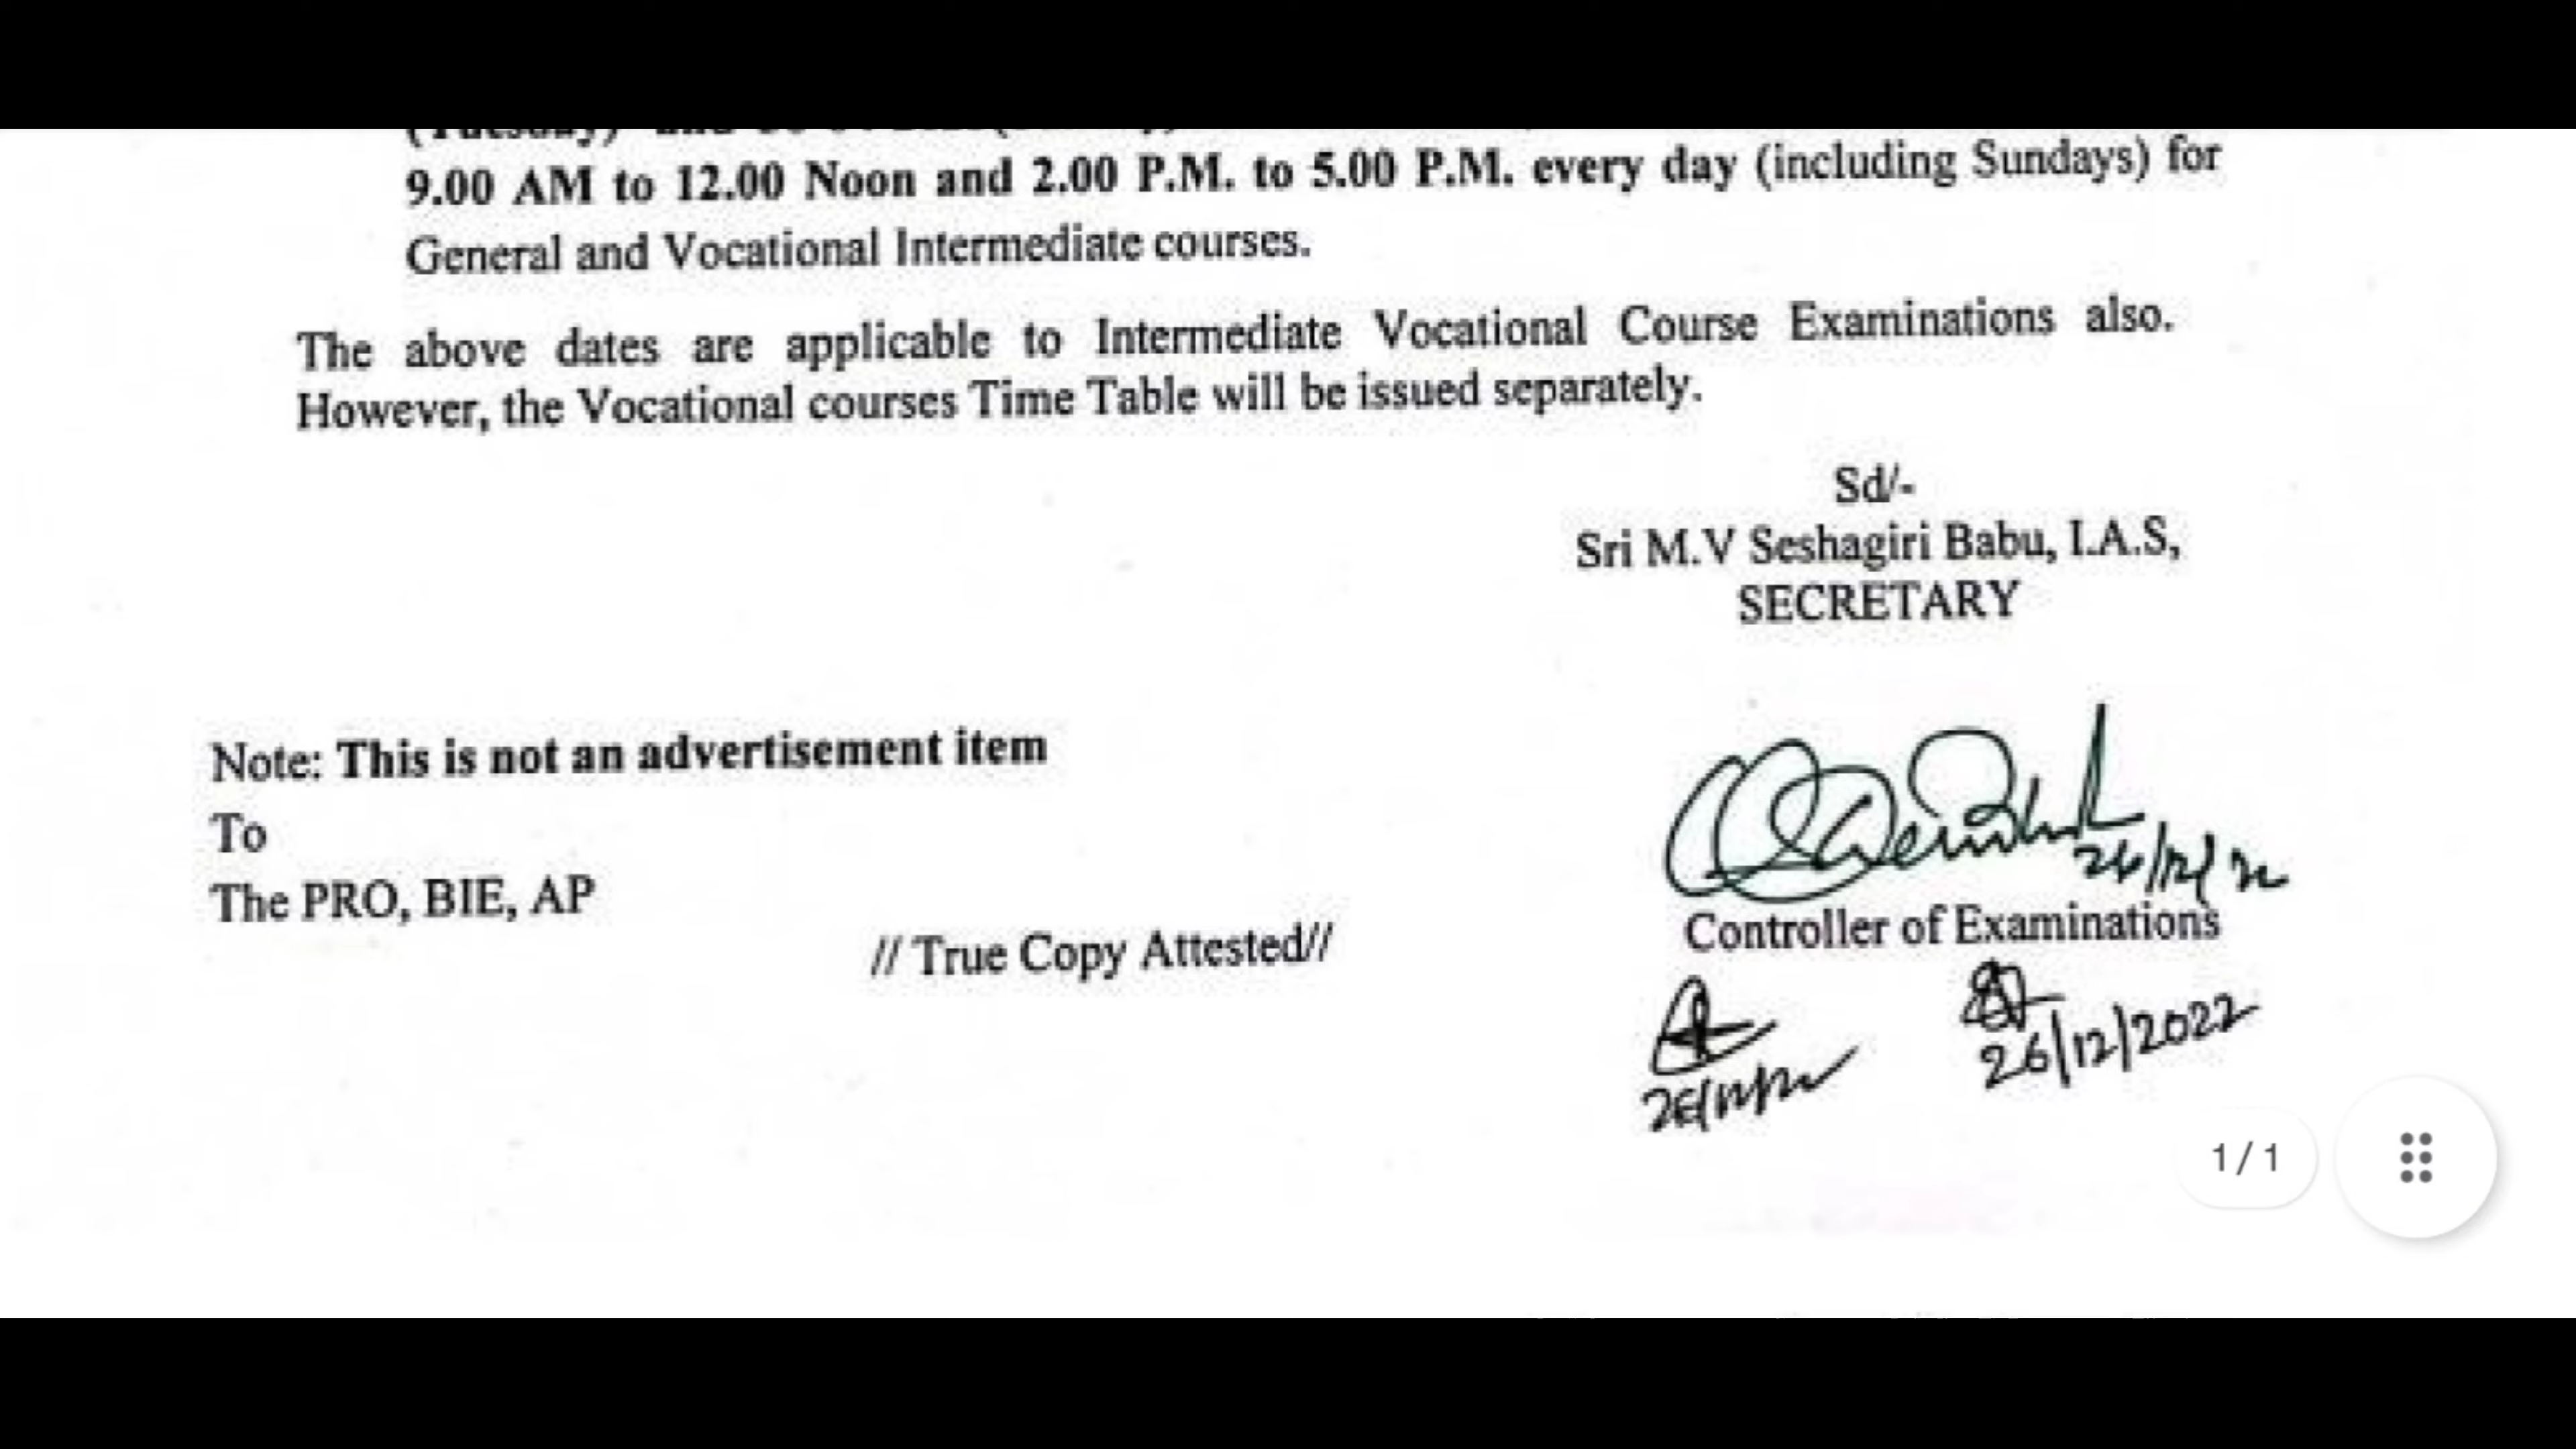 (Tuesday) and
9.00 AM to 12.00 Noon and 2.00 P.M. to 5.00 P.M. every day (including Sundays) for
General and Vocational Intermediate courses.
The above dates are applicable to Intermediate Vocational Course Examinations also.
However, the Vocational courses Time Table will be issued separately.
Sd/-
Sri M.V Seshagiri Babu, I.A.S,
SECRETARY
Note: This is not an advertisement item
To
The PRO, BIE, AP
// True Copy Attested//
Controller of Examinations
26/12/2022
1 / 1